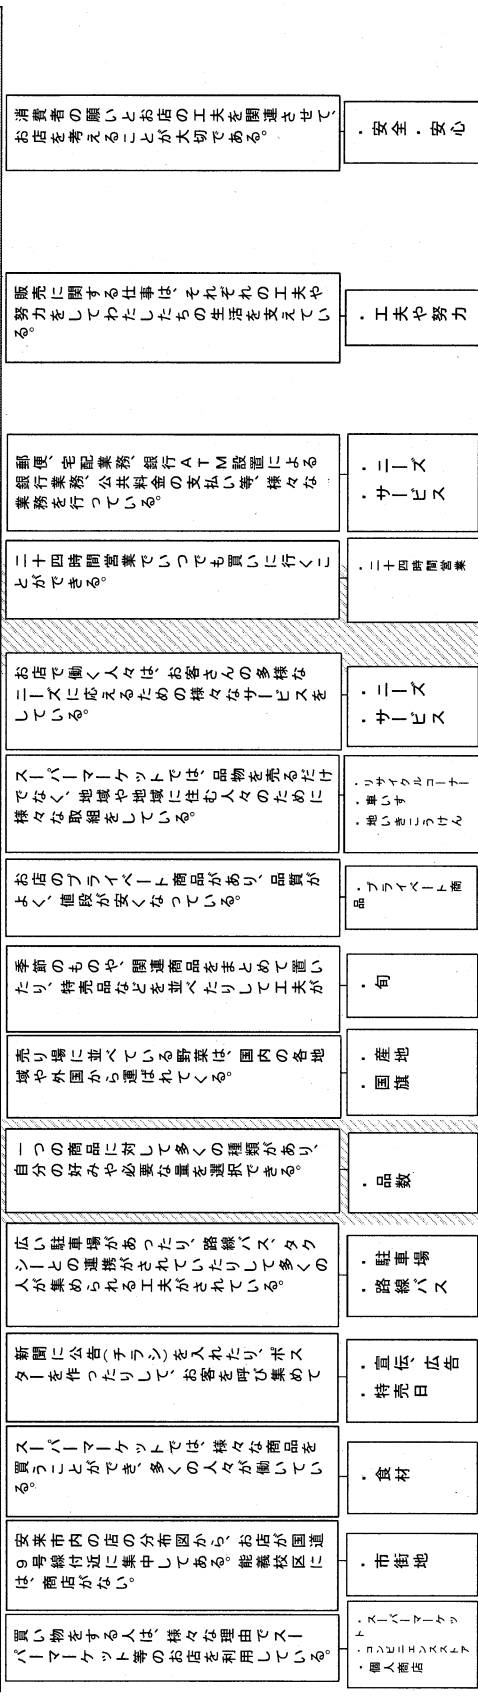 消費者の願いとお店の工夫を関連させて、
お店を考えることが大切である。
・安全・安心
販売に関する仕事は、それぞれの工夫や
努力をしてわたしたちの生活を支えてい
る。
・工夫や努力
郵便、宅配業務、銀行ATM設置による
銀行業務、公共料金の支払い等、様々な
業務を行っている。
・ニーズ
・サービス
二十四時間営業でいつでも買いに行くこ
とができる。
・二十四時間営業
お店で働く人々は、お客さんの多様な
ニーズに応えるための様々なサービスを
している。
・ニーズ
・サービス
スーパーマーケットでは、品物を売るだけ
でなく、地域や地域に住む人々のために
様々な取組をしている。
・リサイクルコーナー
・車いす
・地いきこうけん
お店のプライベート商品があり、品質が
よく、値段が安くなっている。
・プライベート商
品
季節のものや、関連商品をまとめて置い
たり、特売品などを並べたりして工夫が
・旬
売り場に並べている野菜は、国内の各地
域や外国から運ばれてくる。
・産地
・国旗
一つの商品に対して多くの種類があり、
自分の好みや必要な量を選択できる。
・品数
広い駐車場があったり、路線バス、タク
シーとの連携がされていたりして多くの
人が集められる工夫がされている。
・駐車場
・路線バス
新聞に公告(チラシ)を入れたり、ポス
ターを作ったりして、お客を呼び集めて
・宣伝、広告
・特売日
スーパーマーケットでは、様々な商品を
買うことができ、多くの人々が働いてい
る。
・食材
安来市内の店の分布図から、お店が国道
9号線付近に集中してある。能義校区に
は、商店がない。
・市街地
買い物をする人は、様々な理由でスー
パーマーケット等のお店を利用している。
・スーパーマーケッ
ト
・コンビニエンスストア
・個人商店